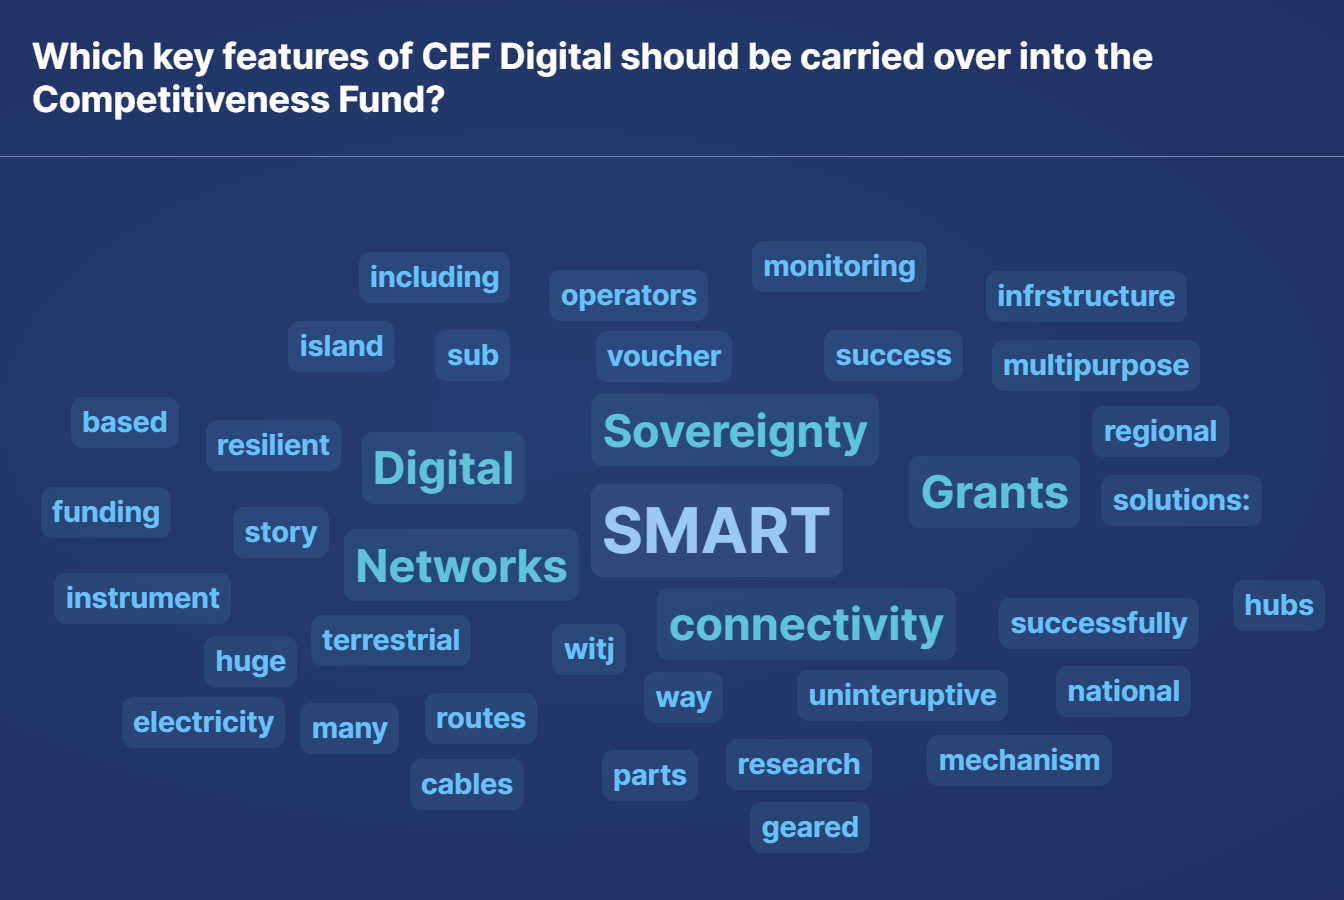 Which key features of CEF Digital should be carried over into the
Competitiveness Fund?
monitoring
including
operators
infrstructure
island
sub
voucher
success
multipurpose
based
resilient
Digital
Sovereignty
regional
Grants
solutions:
funding
story
SMART
Networks
instrument
connectivity
successfully
hubs
terrestrial
huge
witj
way
uninteruptive
national
electricity
many
routes
cables
parts
research
mechanism
geared